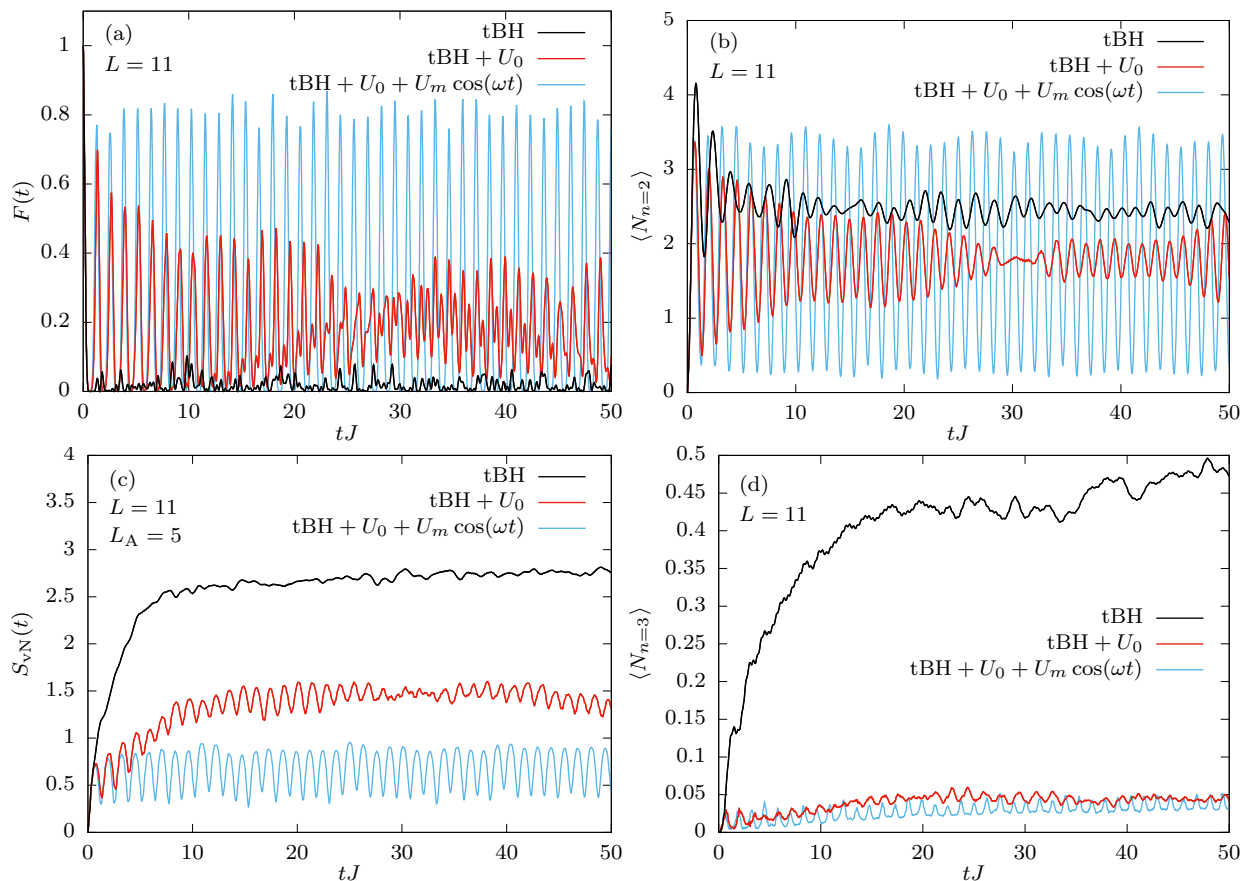 (a)
L = 11
tBH
tBH + U₀
tBH + U₀ + Uₘ cos(ωt)
F(t)
1
0.8
0.6
0.4
0.2
0
0 10 20 30 40 50
tJ
(b)
L = 11
tBH
tBH + U₀
tBH + U₀ + Uₘ cos(ωt)
⟨Nₙ₌₂⟩
5
4
3
2
1
0
0 10 20 30 40 50
tJ
(c)
L = 11
L_A = 5
tBH
tBH + U₀
tBH + U₀ + Uₘ cos(ωt)
S_vN(t)
4
3.5
3
2.5
2
1.5
1
0.5
0
0 10 20 30 40 50
tJ
(d)
L = 11
tBH
tBH + U₀
tBH + U₀ + Uₘ cos(ωt)
⟨Nₙ₌₃⟩
0.5
0.45
0.4
0.35
0.3
0.25
0.2
0.15
0.1
0.05
0
0 10 20 30 40 50
tJ